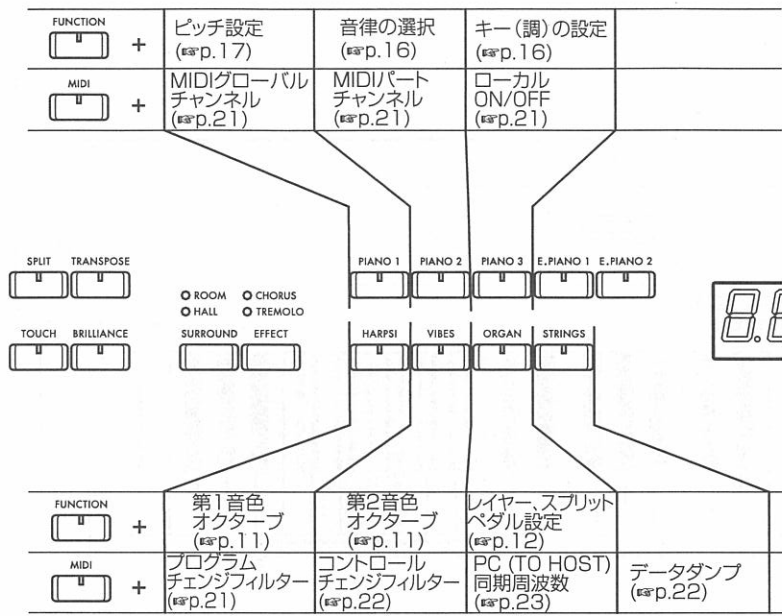 FUNCTION
+
ピッチ設定
(☞p.17)
音律の選択
(☞p.16)
キー(調)の設定
(☞p.16)
MIDI
+
MIDIグローバル
チャンネル
(☞p.21)
MIDIパート
チャンネル
(☞p.21)
ローカル
ON/OFF
(☞p.21)
SPLIT TRANSPOSE
PIANO 1 PIANO 2 PIANO 3 E.PIANO 1 E.PIANO 2
ROOM CHORUS
HALL TREMOLO
TOUCH BRILLIANCE
SURROUND EFFECT
HARPSI VIBES ORGAN STRINGS
8.8
FUNCTION
+
第1音色
オクターブ
(☞p.11)
第2音色
オクターブ
(☞p.11)
レイヤー、スプリット
ペダル設定
(☞p.12)
MIDI
+
プログラム
チェンジフィルター
(☞p.21)
コントロール
チェンジフィルター
(☞p.22)
PC (TO HOST)
同期周波数
(☞p.23)
データダンプ
(☞p.22)